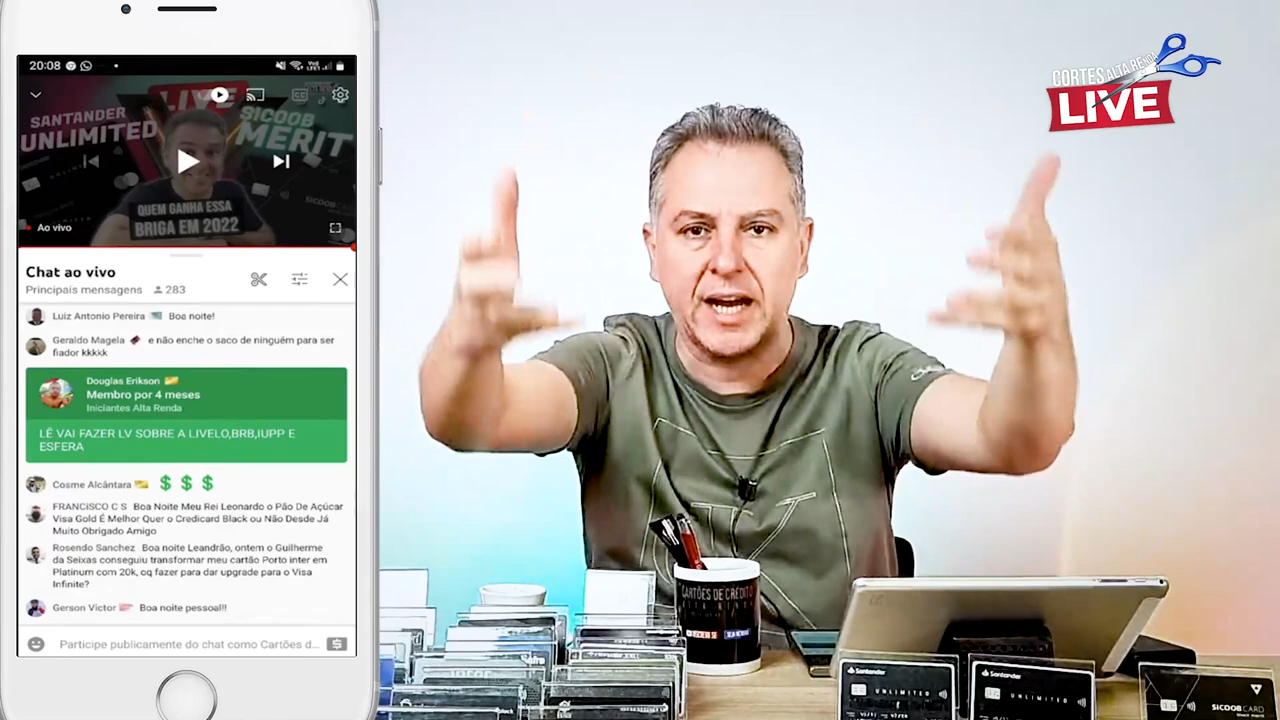 20:08
LIVE
SANTANDER
UNLIMITED
SICOOB
MERIT
QUEM GANHA ESSA
BRIGA EM 2022
Ao vivo
Chat ao vivo
Principais mensagens 283
Luiz Antonio Pereira Boa noite!
Geraldo Magela e não enche o saco de ninguém para ser
fiador kkkkk
Douglas Erikson
Membro por 4 meses
Iniciantes Alta Renda
LÊ VAI FAZER LV SOBRE A LIVELO,BRB,IUPP E
ESFERA
Cosme Alcântara 💲💲💲
FRANCISCO C S Boa Noite Meu Rei Leonardo o Pão De Açúcar
Visa Gold É Melhor Quer o Credicard Black ou Não Desde Já
Muito Obrigado Amigo
Rosendo Sanchez Boa noite Leandrão, ontem o Guilherme
da Seixas conseguiu transformar meu cartão Porto inter em
Platinum com 20k, oq fazer para dar upgrade para o Visa
Infinite?
Gerson Victor Boa noite pessoal!!
Participe publicamente do chat como Cartões d...
CORTES ALTA RENDA
LIVE
CARTÕES DE CRÉDITO
ALTA RENDA
Santander
UNLIMITED
Santander
UNLIMITED
SICOOBCARD